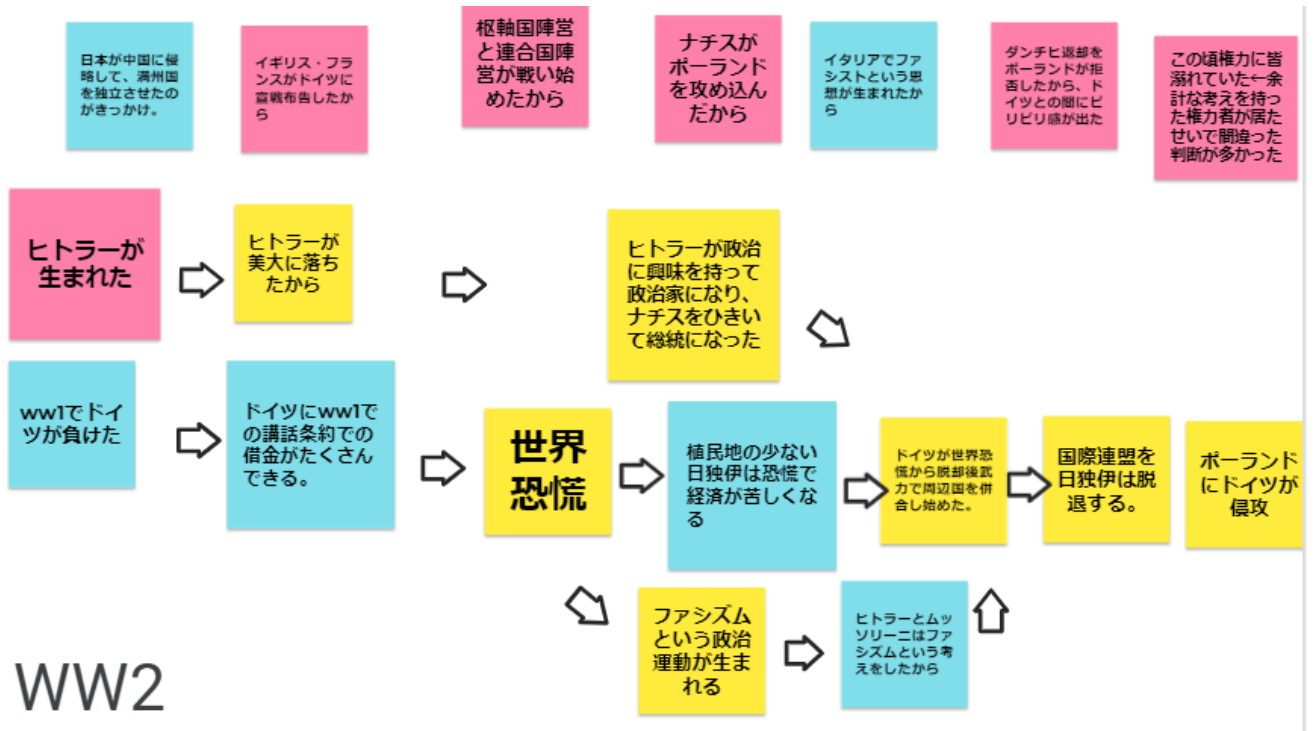 日本が中国に侵
略して、満州国
を独立させたの
がきっかけ。
イギリス・フラ
ンスがドイツに
宣戦布告したか
ら
枢軸国陣営
と連合国陣
営が戦い始
めたから
ナチスが
ポーランド
を攻め込ん
だから
イタリアでファ
シストという思
想が生まれたか
ら
ダンチヒ返却を
ポーランドが拒
否したから、ド
イツとの間にピ
リピリ感が出た
この頃権力に皆
溺れていた←余
計な考えを持っ
た権力者が居た
せいで間違った
判断が多かった
ヒトラーが
生まれた
ヒトラーが
美大に落ち
たから
ヒトラーが政治
に興味を持って
政治家になり、
ナチスをひきい
て総統になった
ww1でドイ
ツが負けた
ドイツにww1で
の講話条約での
借金がたくさん
できる。
世界
恐慌
植民地の少ない
日独伊は恐慌で
経済が苦しくな
る
ドイツが世界恐
慌から脱却後武
力で周辺国を併
合し始めた。
国際連盟を
日独伊は脱
退する。
ポーランド
にドイツが
侵攻
ファシズム
という政治
運動が生ま
れる
ヒトラーとムッ
ソリーニはファ
シズムという考
えをしたから
WW2